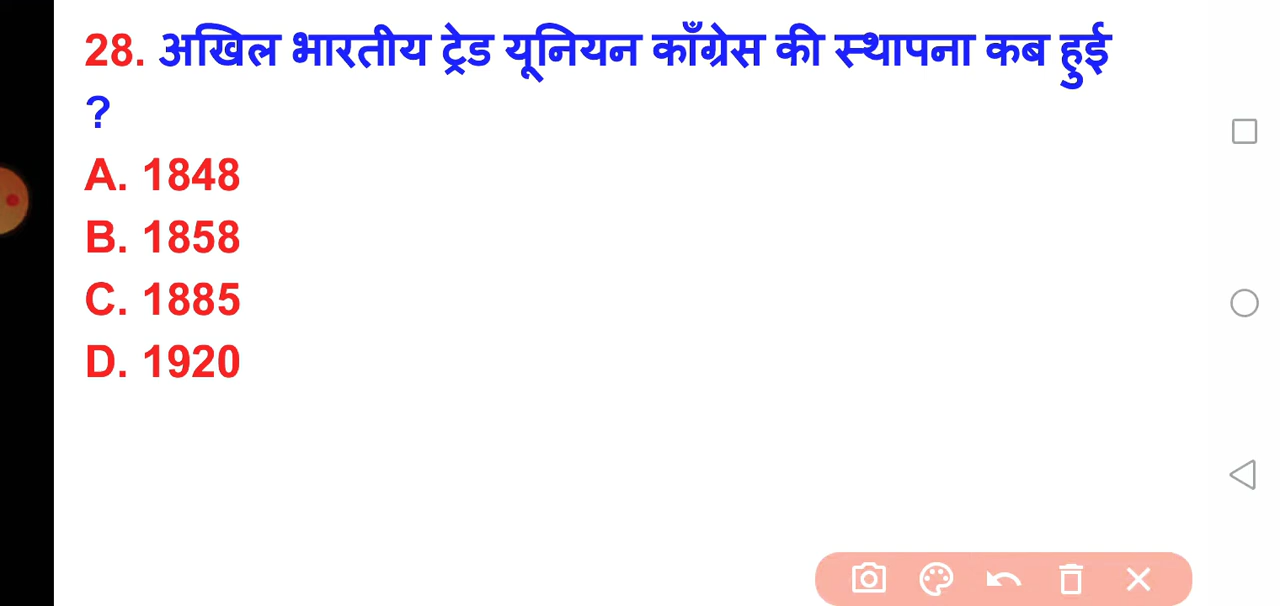 28. अखिल भारतीय ट्रेड यूनियन काँग्रेस की स्थापना कब हुई
?
A. 1848
B. 1858
C. 1885
D. 1920